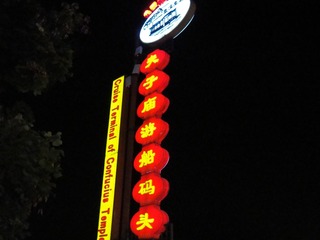 夫子庙游船码头
Cruise Terminal of Confucius Temple